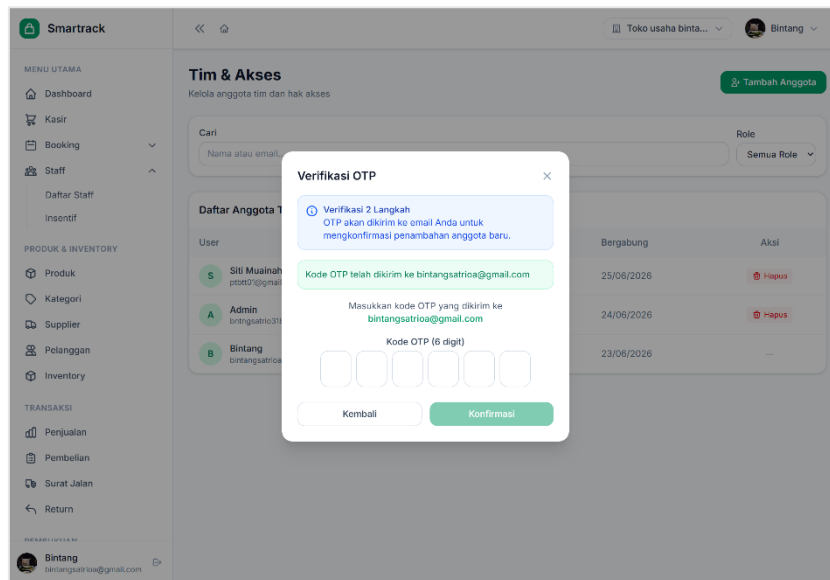 Smartrack
Toko usaha binta...
Bintang
MENU UTAMA
Dashboard
Kasir
Booking
Staff
Daftar Staff
Insentif
PRODUK & INVENTORY
Produk
Kategori
Supplier
Pelanggan
Inventory
TRANSAKSI
Penjualan
Pembelian
Surat Jalan
Return
Bintang
bintangsatrioa@gmail.com
Tim & Akses
Kelola anggota tim dan hak akses
Tambah Anggota
Cari
Nama atau email.
Role
Semua Role
Daftar Anggota T
User
Bergabung
Aksi
S
Siti Muainah
25/06/2026
Hapus
A
Admin
24/06/2026
Hapus
B
Bintang
bintangsatrioa
23/06/2026
Verifikasi OTP
Verifikasi 2 Langkah
OTP akan dikirim ke email Anda untuk
mengkonfirmasi penambahan anggota baru.
Kode OTP telah dikirim ke bintangsatrioa@gmail.com
Masukkan kode OTP yang dikirim ke
bintangsatrioa@gmail.com
Kode OTP (6 digit)
Kembali
Konfirmasi